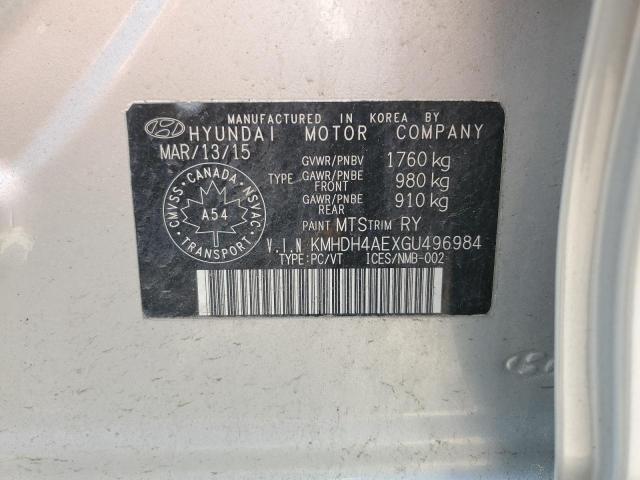 MANUFACTURED IN KOREA BY
HYUNDAI MOTOR COMPANY
MAR/13/15
GVWR/PNBV 1760 kg
TYPE GAWR/PNBE FRONT 980 kg
GAWR/PNBE REAR 910 kg
CMVSS · CANADA · NSVAC
A54
TRANSPORT
PAINT MTS TRIM RY
V.I.N KMHDH4AEXGU496984
TYPE:PC/VT ICES/NMB-002